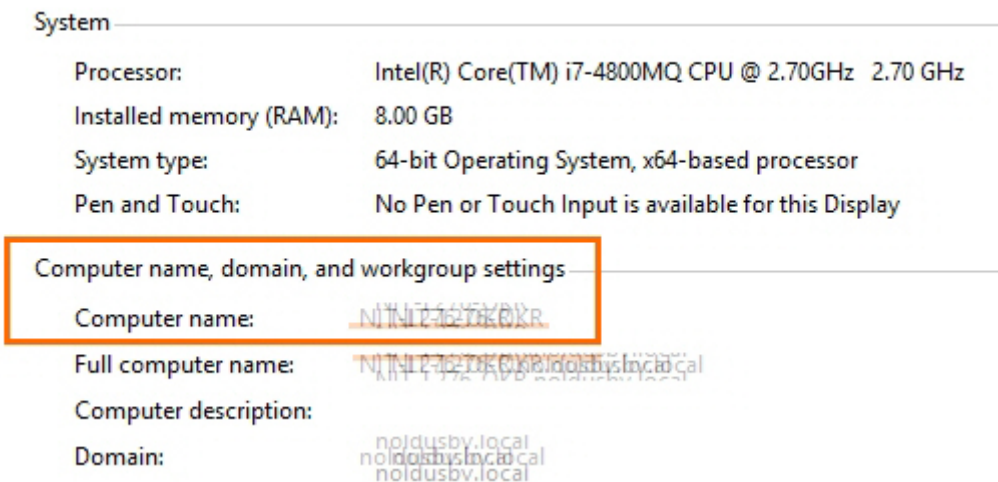 System
Processor: Intel(R) Core(TM) i7-4800MQ CPU @ 2.70GHz 2.70 GHz
Installed memory (RAM): 8.00 GB
System type: 64-bit Operating System, x64-based processor
Pen and Touch: No Pen or Touch Input is available for this Display
Computer name, domain, and workgroup settings
Computer name:
Full computer name:
Computer description:
Domain: noldusbv.local